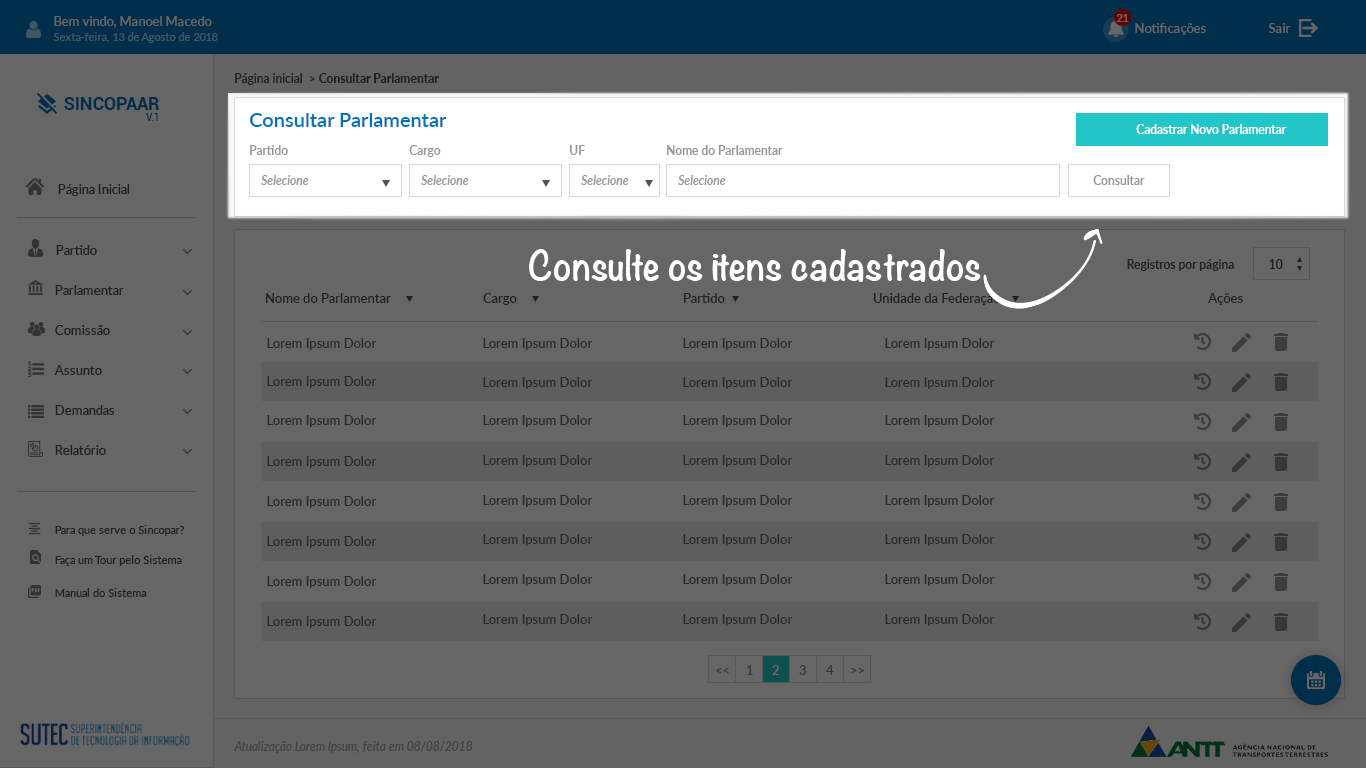 Bem vindo, Manoel Macedo
Sexta-feira, 13 de Agosto de 2018
21
Notificações
Sair
SINCOPAAR
V.1
Página Inicial
Partido
Parlamentar
Comissão
Assunto
Demandas
Relatório
Para que serve o Sincopar?
Faça um Tour pelo Sistema
Manual do Sistema
SUTEC SUPERINTENDÊNCIA
DE TECNOLOGIA DA INFORMAÇÃO
Página inicial > Consultar Parlamentar
Consultar Parlamentar
Cadastrar Novo Parlamentar
Partido Cargo UF Nome do Parlamentar
Selecione Selecione Selecione Selecione Consultar
Consulte os itens cadastrados
Registros por página 10
Nome do Parlamentar Cargo Partido Unidade da Federação Ações
Lorem Ipsum Dolor Lorem Ipsum Dolor Lorem Ipsum Dolor Lorem Ipsum Dolor
Lorem Ipsum Dolor Lorem Ipsum Dolor Lorem Ipsum Dolor Lorem Ipsum Dolor
Lorem Ipsum Dolor Lorem Ipsum Dolor Lorem Ipsum Dolor Lorem Ipsum Dolor
Lorem Ipsum Dolor Lorem Ipsum Dolor Lorem Ipsum Dolor Lorem Ipsum Dolor
Lorem Ipsum Dolor Lorem Ipsum Dolor Lorem Ipsum Dolor Lorem Ipsum Dolor
Lorem Ipsum Dolor Lorem Ipsum Dolor Lorem Ipsum Dolor Lorem Ipsum Dolor
Lorem Ipsum Dolor Lorem Ipsum Dolor Lorem Ipsum Dolor Lorem Ipsum Dolor
Lorem Ipsum Dolor Lorem Ipsum Dolor Lorem Ipsum Dolor Lorem Ipsum Dolor
<< 1 2 3 4 >>
Atualização Lorem Ipsum, feita em 08/08/2018
ANTT AGÊNCIA NACIONAL DE
TRANSPORTES TERRESTRES